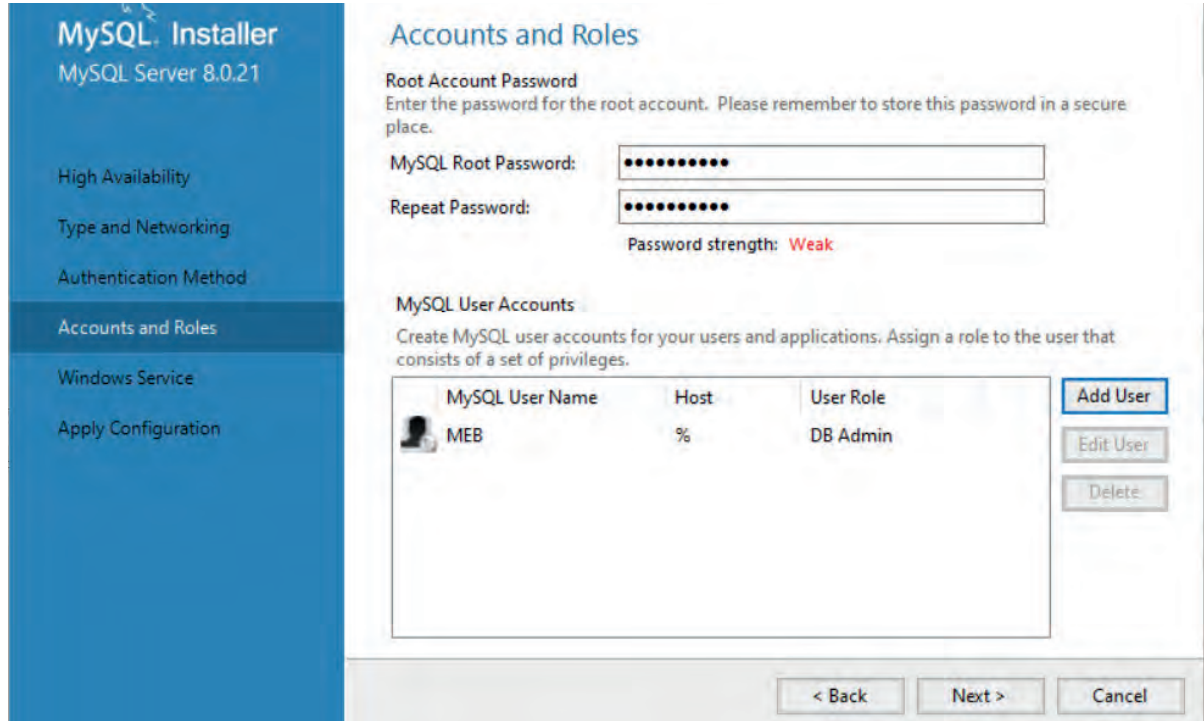 MySQL. Installer
MySQL Server 8.0.21
High Availability
Type and Networking
Authentication Method
Accounts and Roles
Windows Service
Apply Configuration
Accounts and Roles
Root Account Password
Enter the password for the root account. Please remember to store this password in a secure
place.
MySQL Root Password: ●●●●●●●●●●
Repeat Password: ●●●●●●●●●●
Password strength: Weak
MySQL User Accounts
Create MySQL user accounts for your users and applications. Assign a role to the user that
consists of a set of privileges.
MySQL User Name Host User Role
MEB % DB Admin
Add User
Edit User
Delete
< Back Next > Cancel